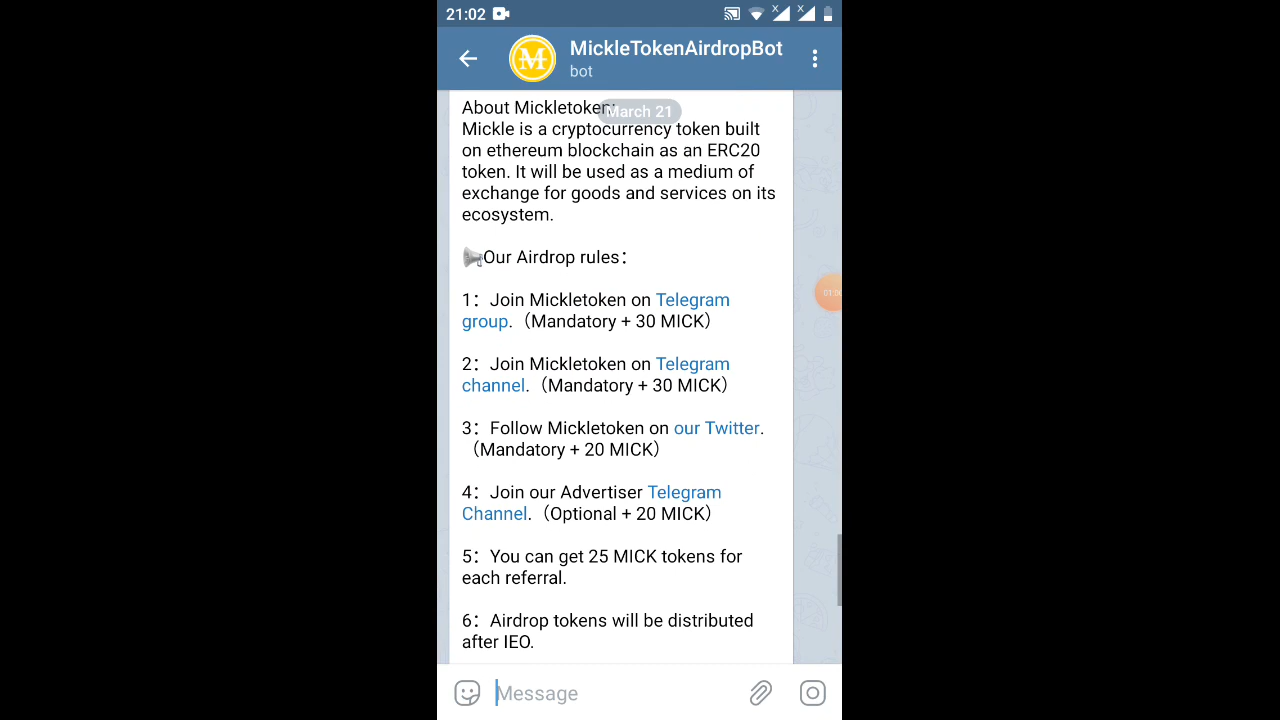 21:02
MickleTokenAirdropBot
bot
About Mickletoken:
March 21
Mickle is a cryptocurrency token built
on ethereum blockchain as an ERC20
token. It will be used as a medium of
exchange for goods and services on its
ecosystem.
Our Airdrop rules：
1：Join Mickletoken on Telegram
group.（Mandatory + 30 MICK）
2：Join Mickletoken on Telegram
channel.（Mandatory + 30 MICK）
3：Follow Mickletoken on our Twitter.
（Mandatory + 20 MICK）
4：Join our Advertiser Telegram
Channel.（Optional + 20 MICK）
5：You can get 25 MICK tokens for
each referral.
6：Airdrop tokens will be distributed
after IEO.
Message